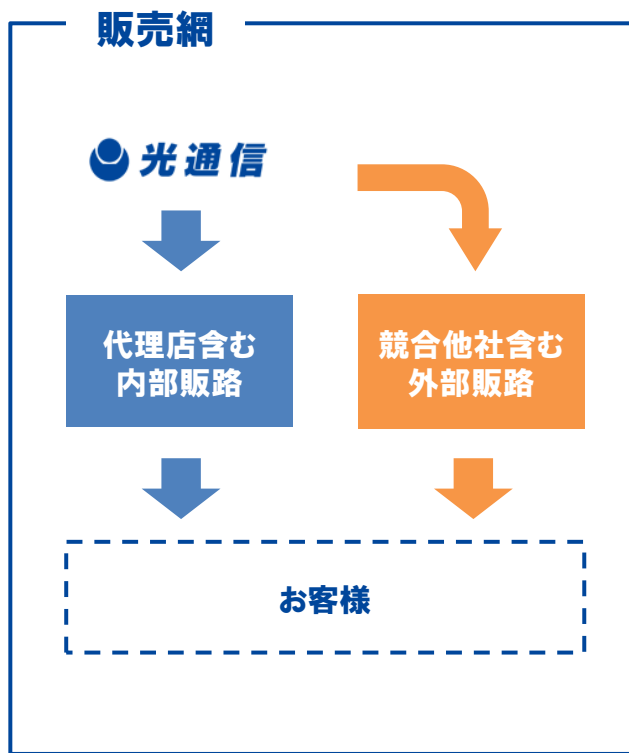 販売網
光通信
代理店含む
内部販路
競合他社含む
外部販路
お客様